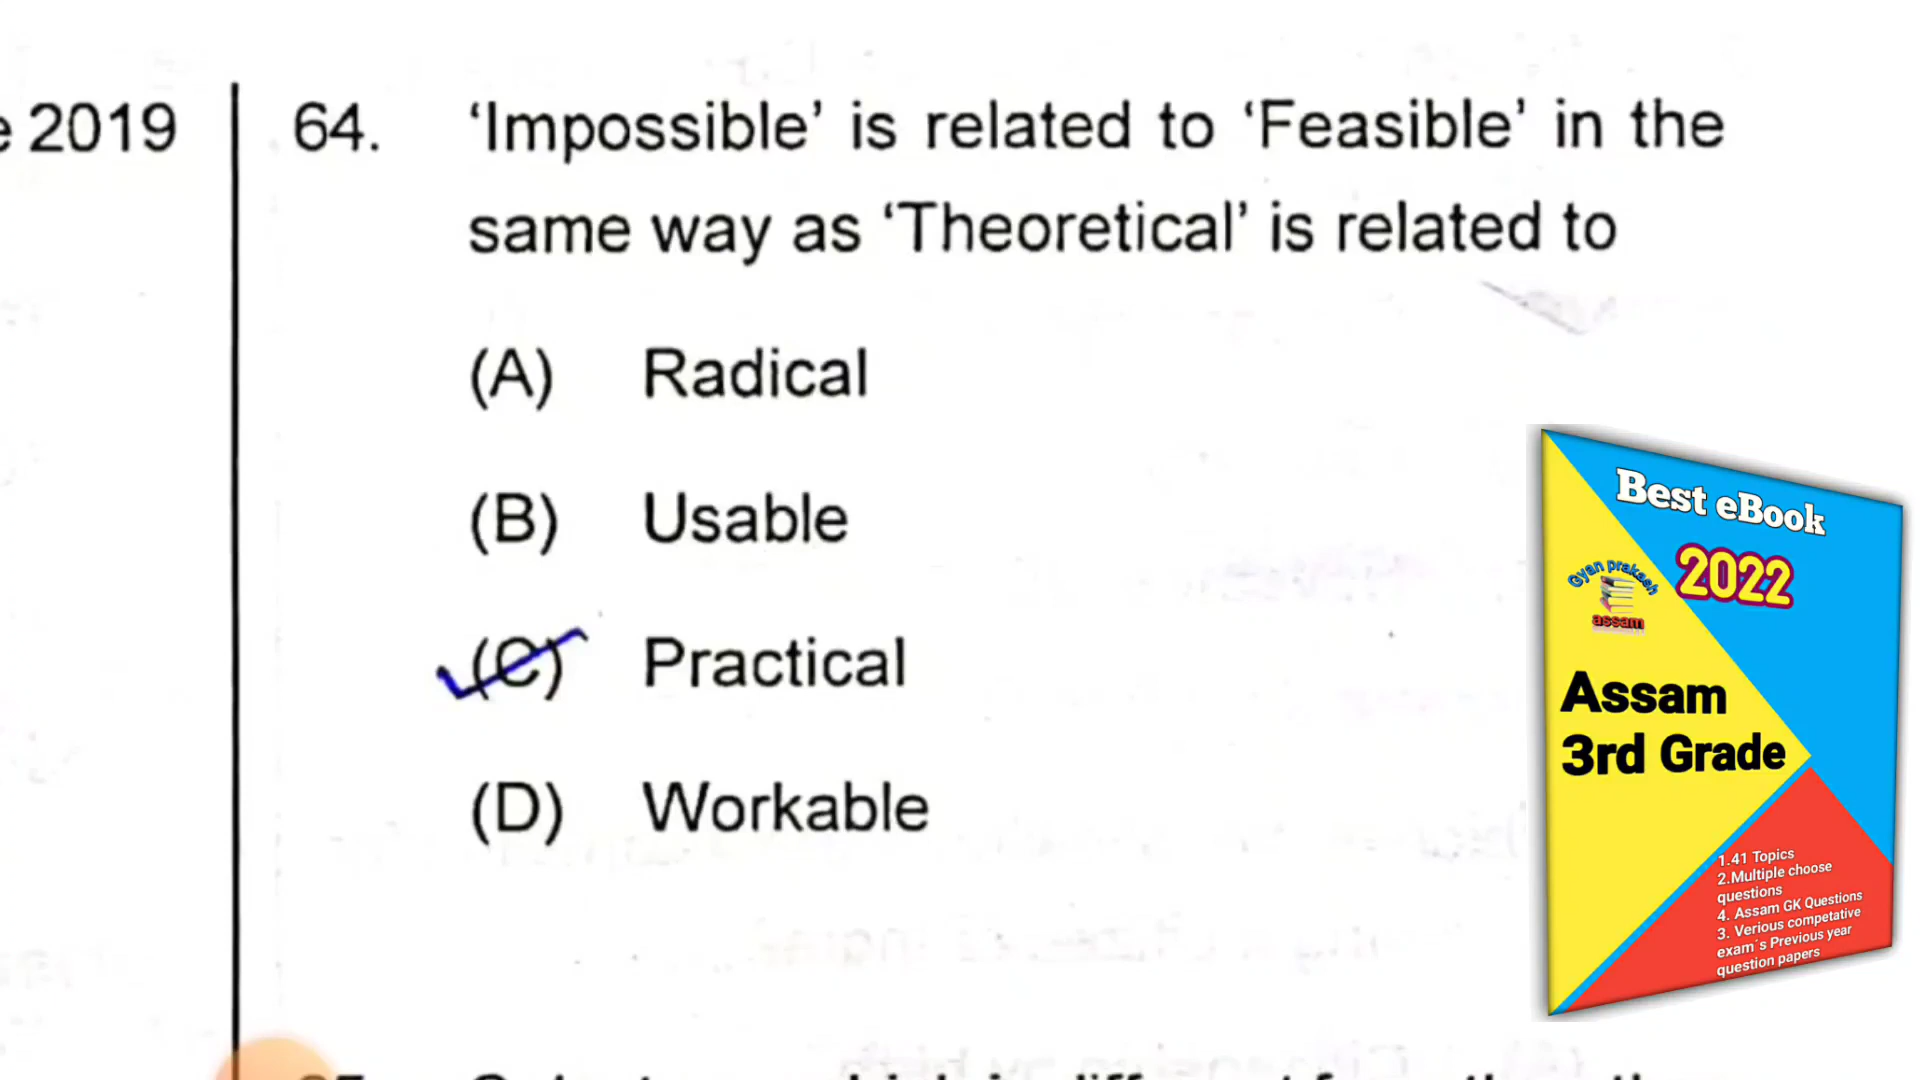 e 2019
64. ‘Impossible’ is related to ‘Feasible’ in the
same way as ‘Theoretical’ is related to
(A) Radical
(B) Usable
(C) Practical
(D) Workable
Best eBook
2022
Gyan prakash
assam
Assam
3rd Grade
1.41 Topics
2.Multiple choose
questions
4. Assam GK Questions
3. Verious competative
exam's Previous year
question papers